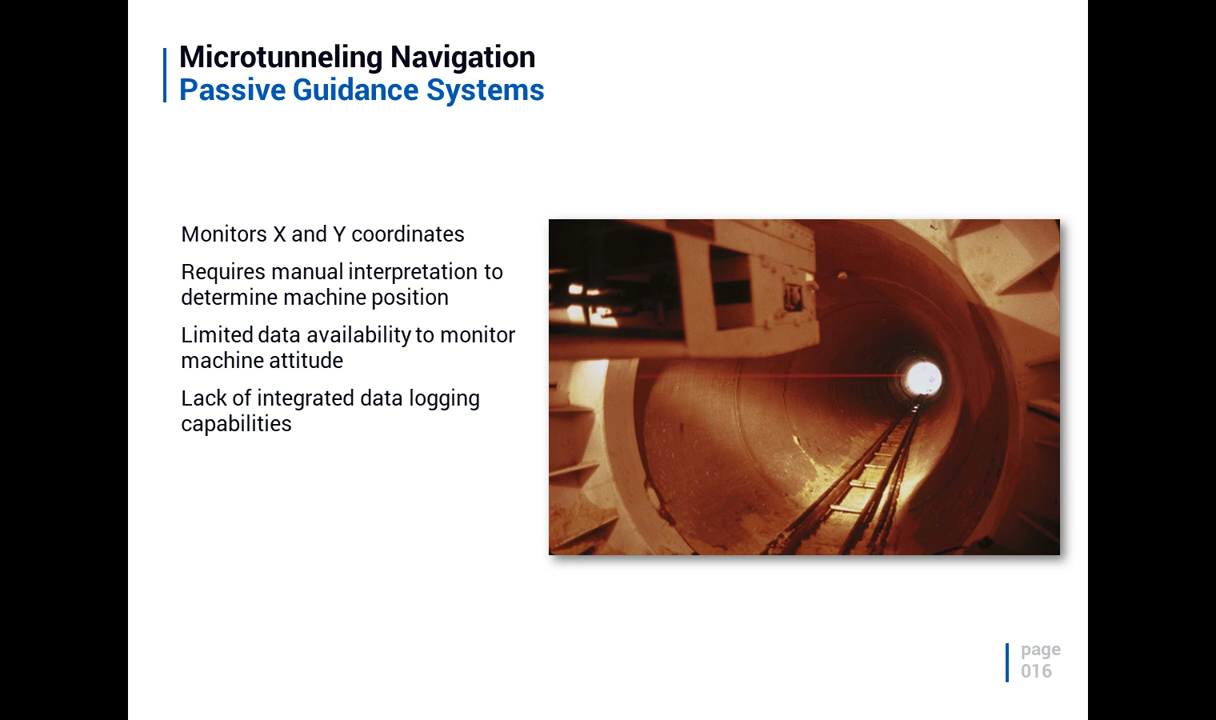 Microtunneling Navigation
Passive Guidance Systems
Monitors X and Y coordinates
Requires manual interpretation to
determine machine position
Limited data availability to monitor
machine attitude
Lack of integrated data logging
capabilities
page
016